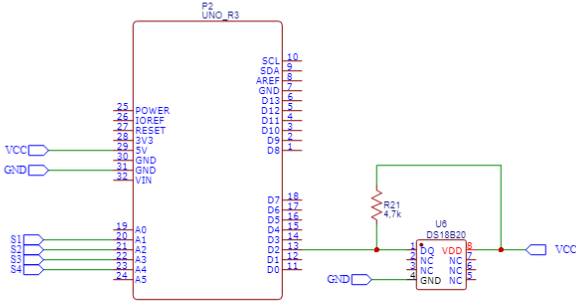 P2
UNO_R3
SCL 10
SDA 9
AREF 8
GND 7
D13 6
D12 5
D11 4
D10 3
D9 2
D8 1
25 POWER
26 IOREF
27 RESET
28 3V3
VCC 29 5V
30 GND
GND 31 GND
32 VIN
D7 18
D6 17
D5 16
D4 15
D3 14
D2 13
D1 12
D0 11
19 A0
S1 20 A1
S2 21 A2
S3 22 A3
S4 23 A4
24 A5
R21
4,7k
U6
DS18B20
1 DQ VDD 8 VCC
2 NC NC 7
3 NC NC 6
GND 4 GND NC 5